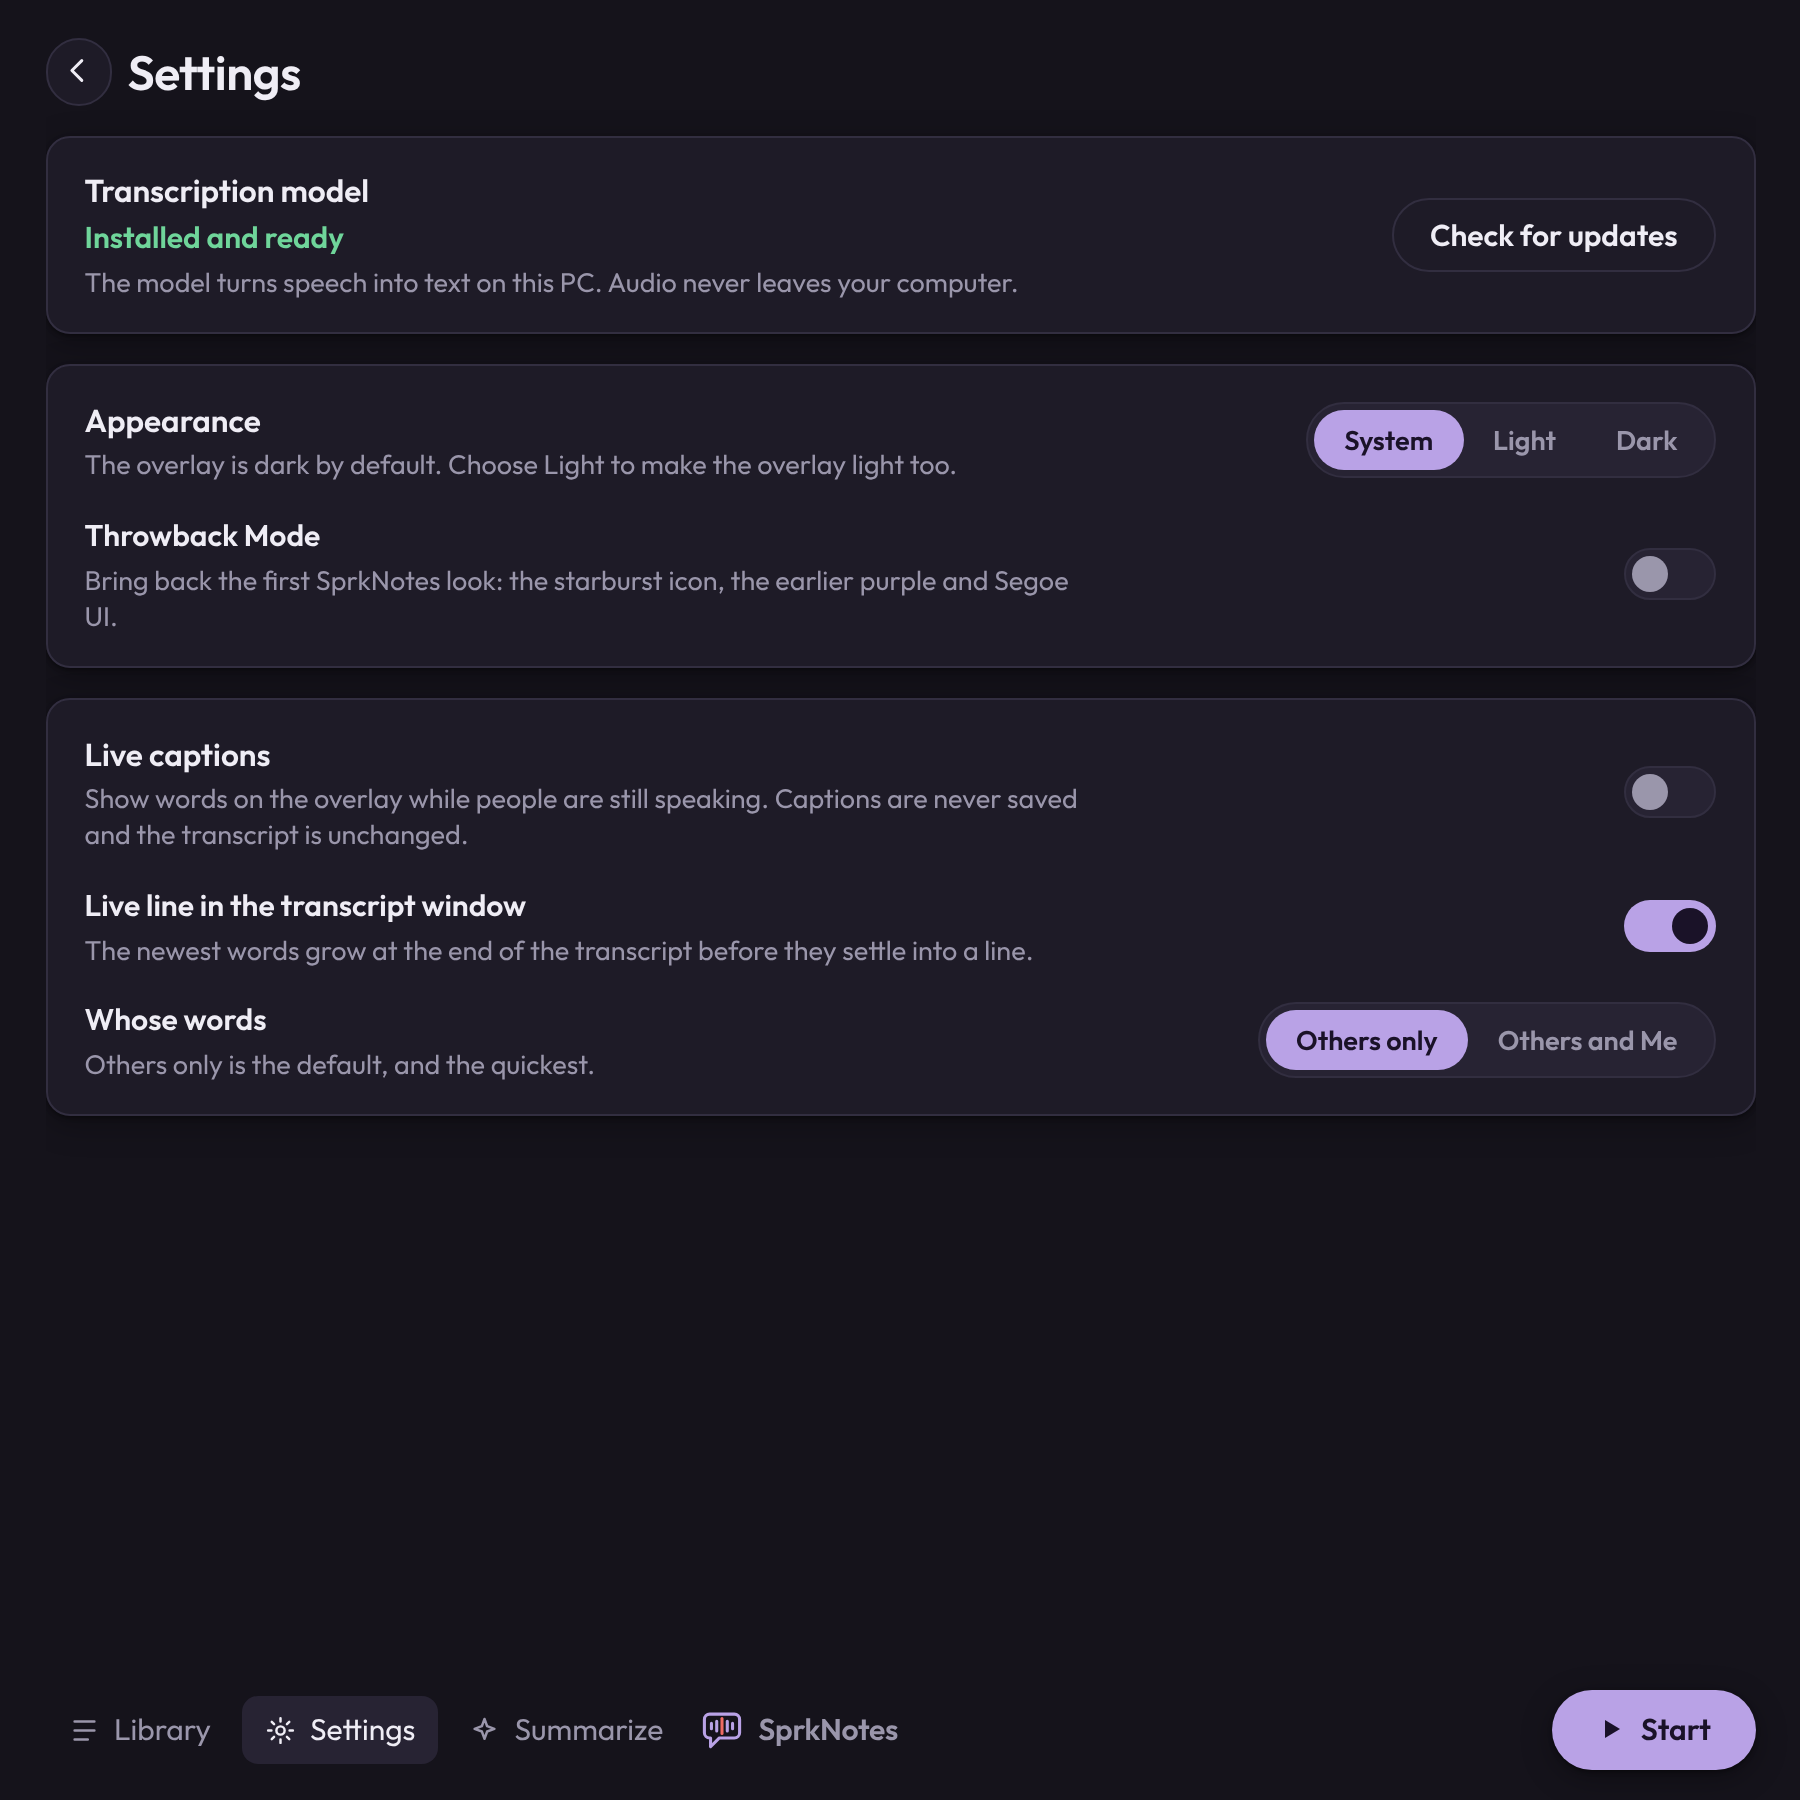 Settings
Transcription model
Installed and ready
The model turns speech into text on this PC. Audio never leaves your computer.
Check for updates
Appearance
The overlay is dark by default. Choose Light to make the overlay light too.
System Light Dark
Throwback Mode
Bring back the first SprkNotes look: the starburst icon, the earlier purple and Segoe
UI.
Live captions
Show words on the overlay while people are still speaking. Captions are never saved
and the transcript is unchanged.
Live line in the transcript window
The newest words grow at the end of the transcript before they settle into a line.
Whose words
Others only is the default, and the quickest.
Others only Others and Me
Library Settings Summarize SprkNotes Start